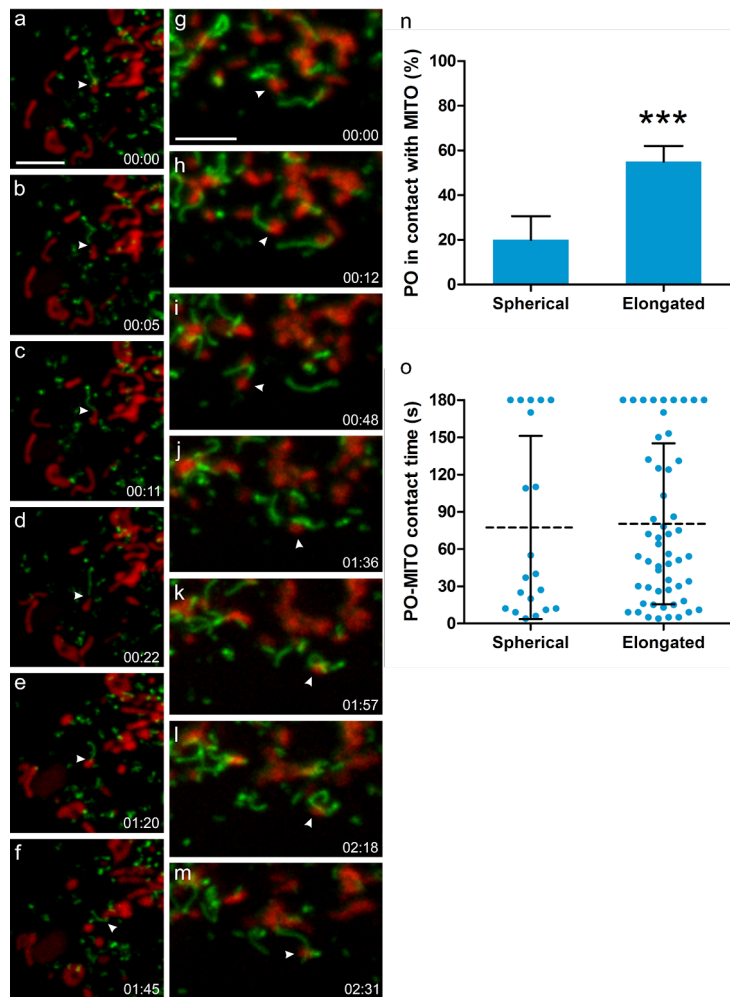 a
00:00
b
00:05
c
00:11
d
00:22
e
01:20
f
01:45
g
00:00
h
00:12
i
00:48
j
01:36
k
01:57
l
02:18
m
02:31
n
PO in contact with MITO (%)
100
80
60
40
20
0
***
Spherical Elongated
o
PO-MITO contact time (s)
180
150
120
90
60
30
0
Spherical Elongated